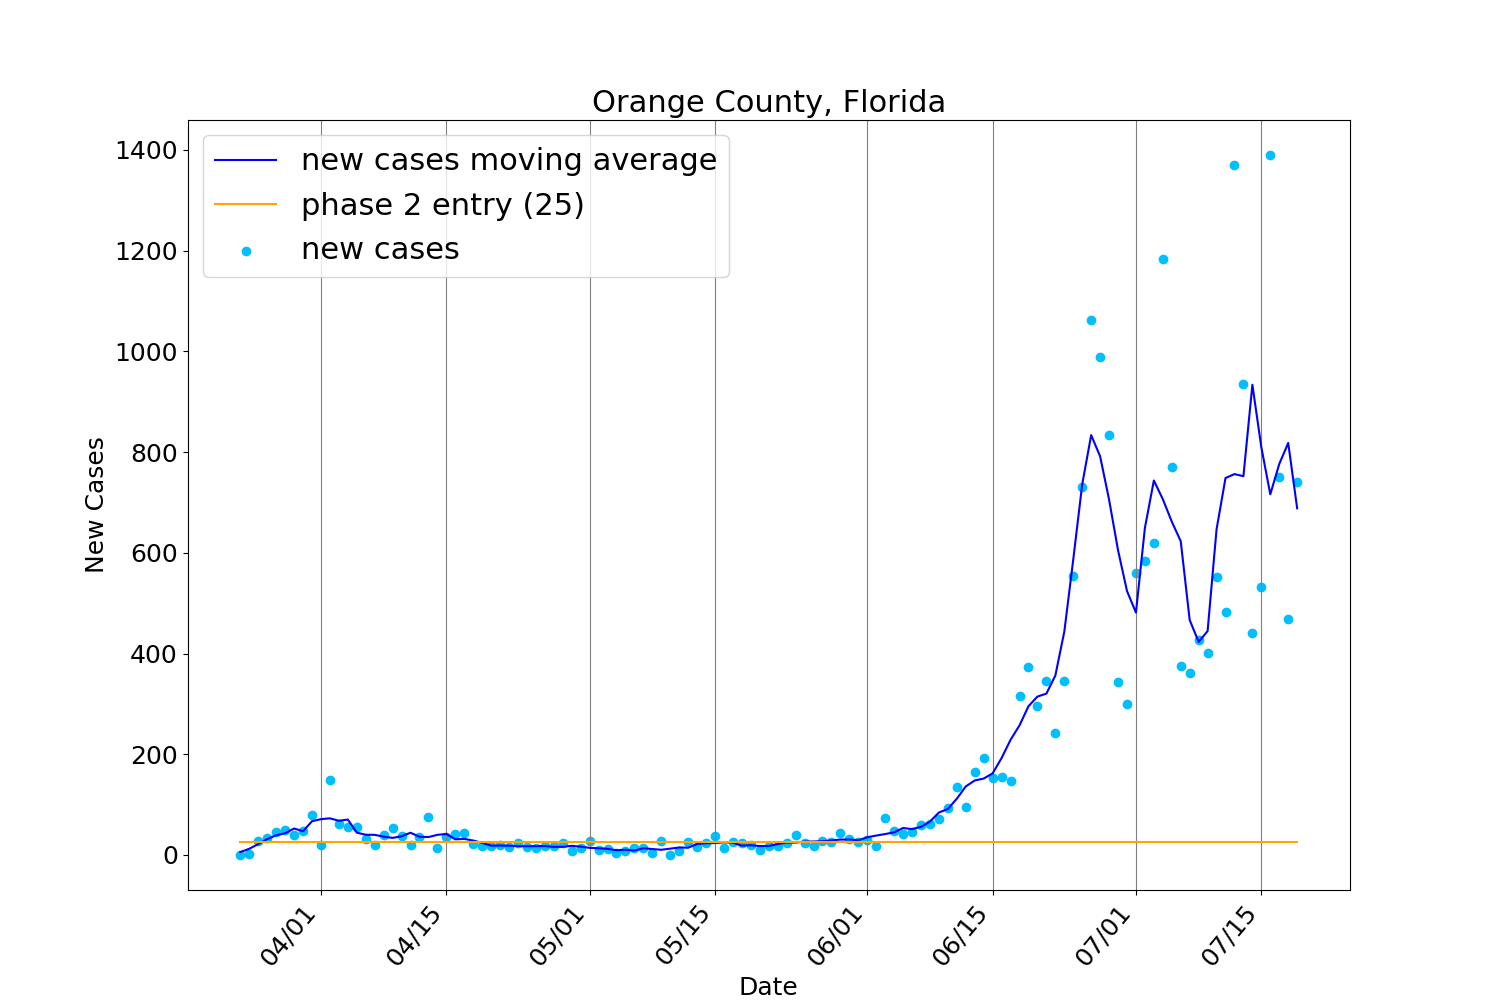 Orange County, Florida
new cases moving average
phase 2 entry (25)
new cases
1400
1200
1000
800
600
400
200
0
New Cases
04/01
04/15
05/01
05/15
06/01
06/15
07/01
07/15
Date